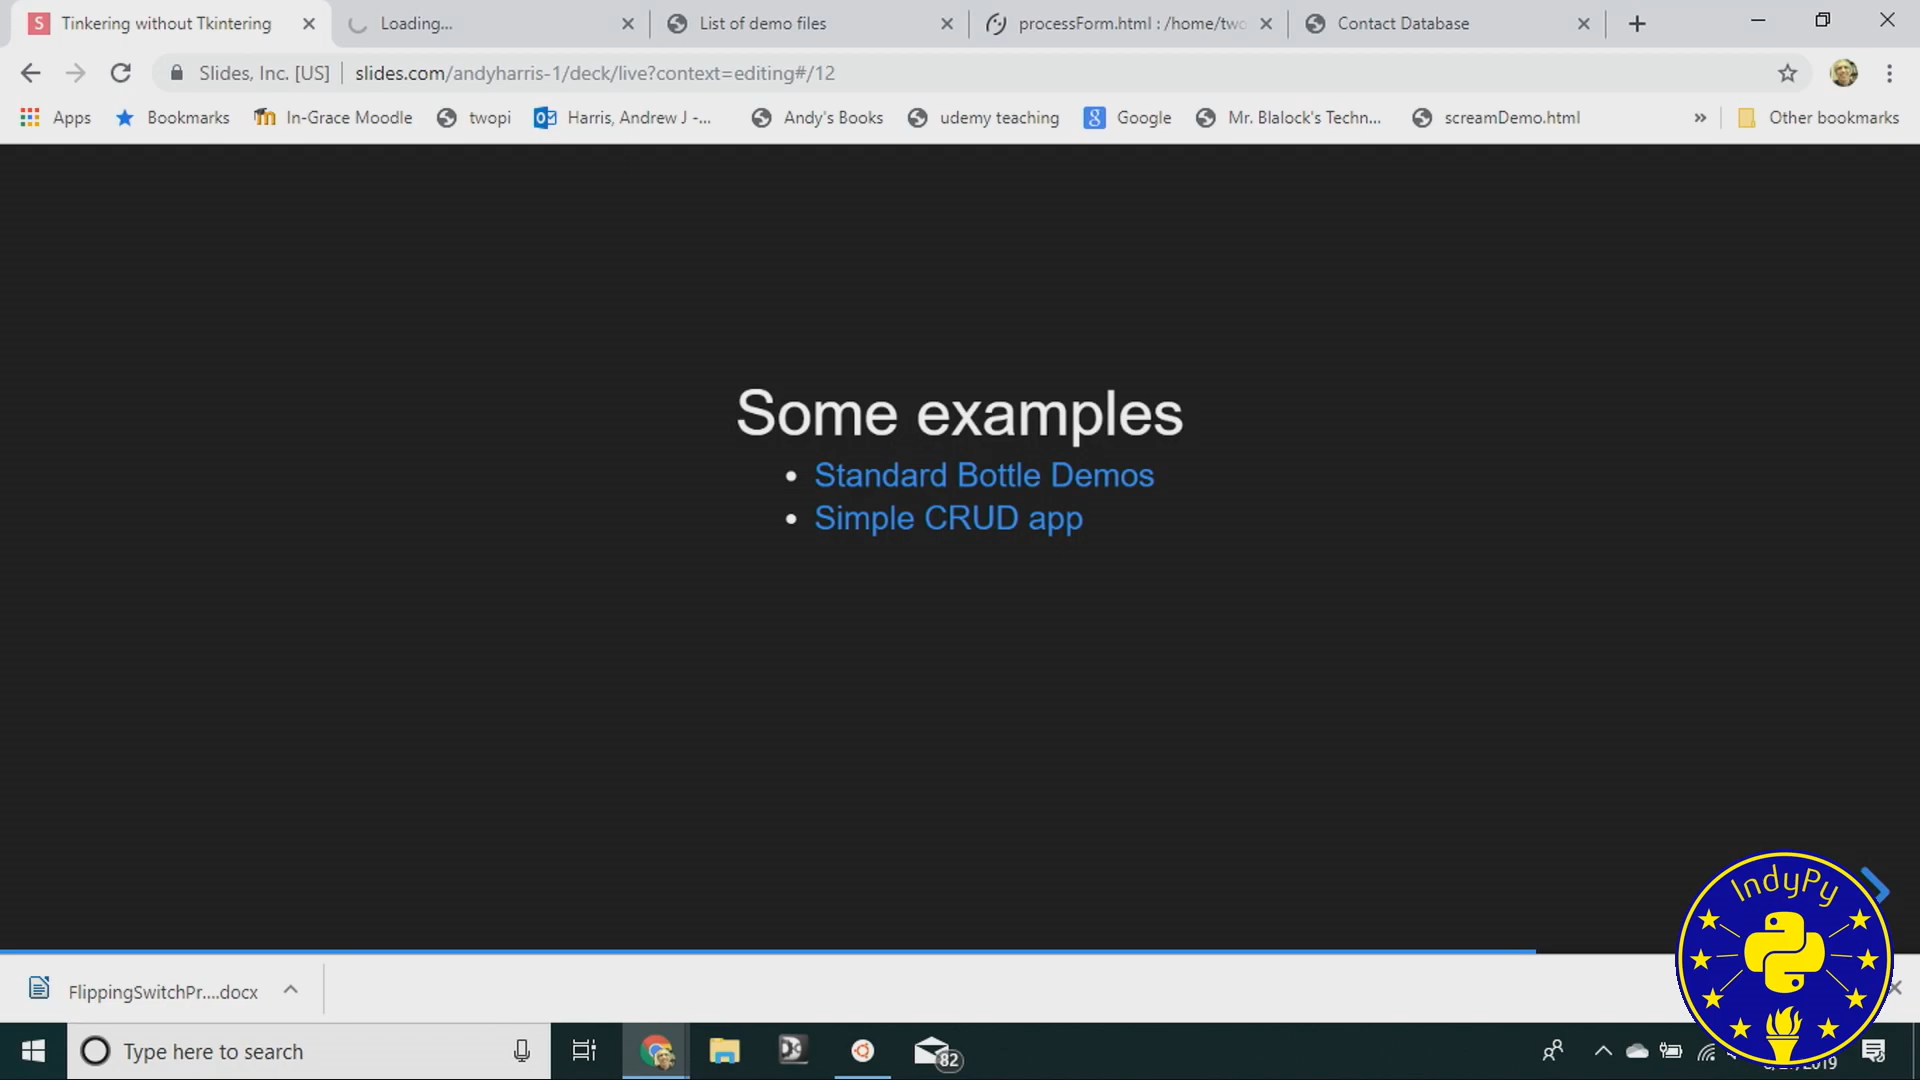 Tinkering without Tkintering
Loading...
List of demo files
processForm.html : /home/two
Contact Database
Slides, Inc. [US]
slides.com/andyharris-1/deck/live?context=editing#/12
Apps
Bookmarks
In-Grace Moodle
twopi
Harris, Andrew J -...
Andy's Books
udemy teaching
Google
Mr. Blalock's Techn...
screamDemo.html
Other bookmarks
Some examples
• Standard Bottle Demos
• Simple CRUD app
IndyPy
FlippingSwitchPr....docx
Type here to search
82